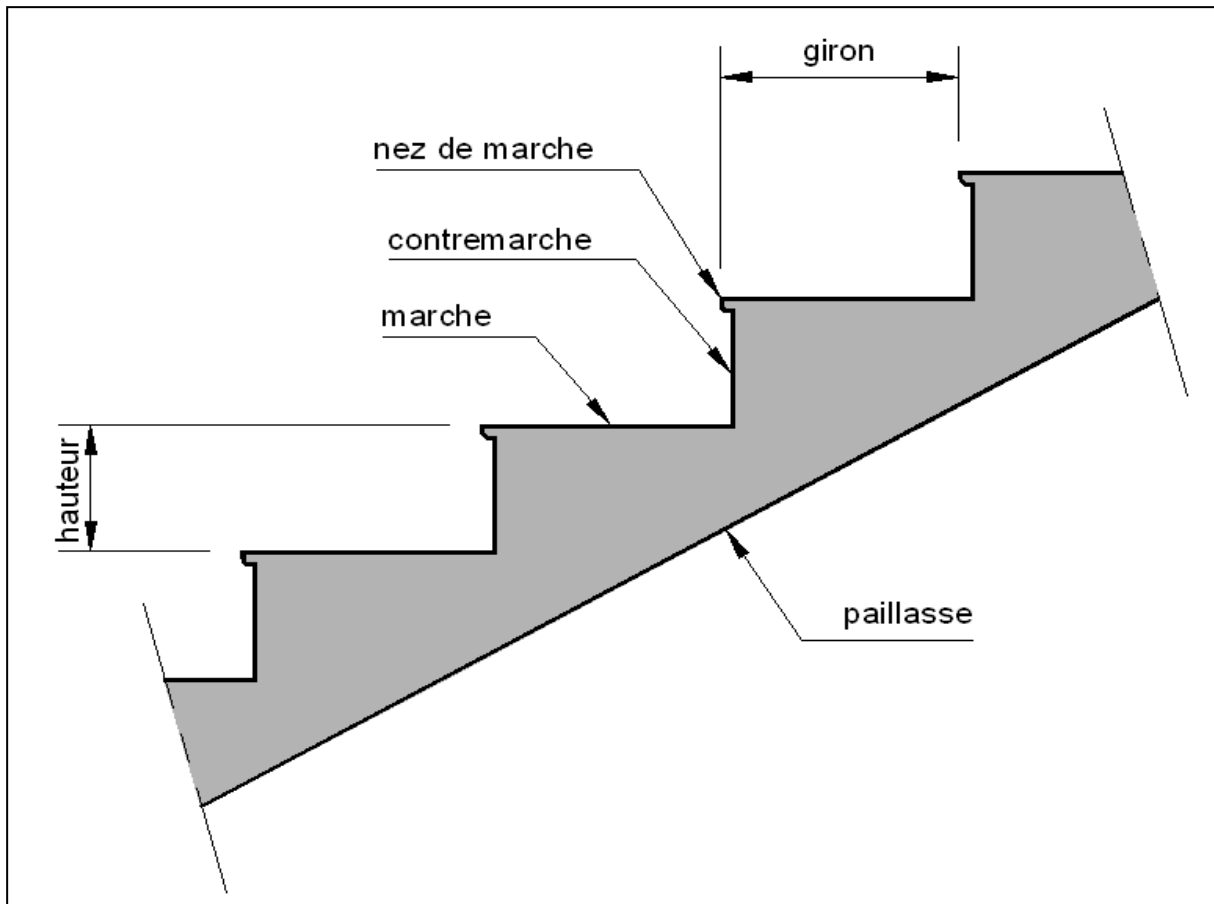 giron
nez de marche
contremarche
marche
hauteur
paillasse